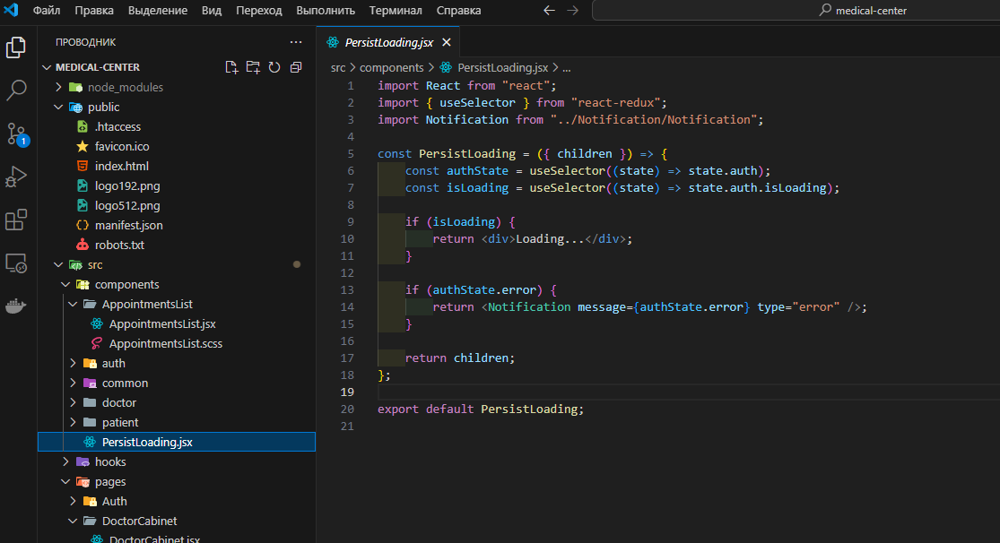 Файл Правка Выделение Вид Переход Выполнить Терминал Справка medical-center
ПРОВОДНИК
MEDICAL-CENTER
node_modules
public
.htaccess
favicon.ico
index.html
logo192.png
logo512.png
manifest.json
robots.txt
src
components
AppointmentsList
AppointmentsList.jsx
AppointmentsList.scss
auth
common
doctor
patient
PersistLoading.jsx
hooks
pages
Auth
DoctorCabinet
DoctorCabinet.jsx
1
PersistLoading.jsx
src > components > PersistLoading.jsx > ...
1 import React from "react";
2 import { useSelector } from "react-redux";
3 import Notification from "../Notification/Notification";
4
5 const PersistLoading = ({ children }) => {
6 const authState = useSelector((state) => state.auth);
7 const isLoading = useSelector((state) => state.auth.isLoading);
8
9 if (isLoading) {
10 return <div>Loading...</div>;
11 }
12
13 if (authState.error) {
14 return <Notification message={authState.error} type="error" />;
15 }
16
17 return children;
18 };
19
20 export default PersistLoading;
21